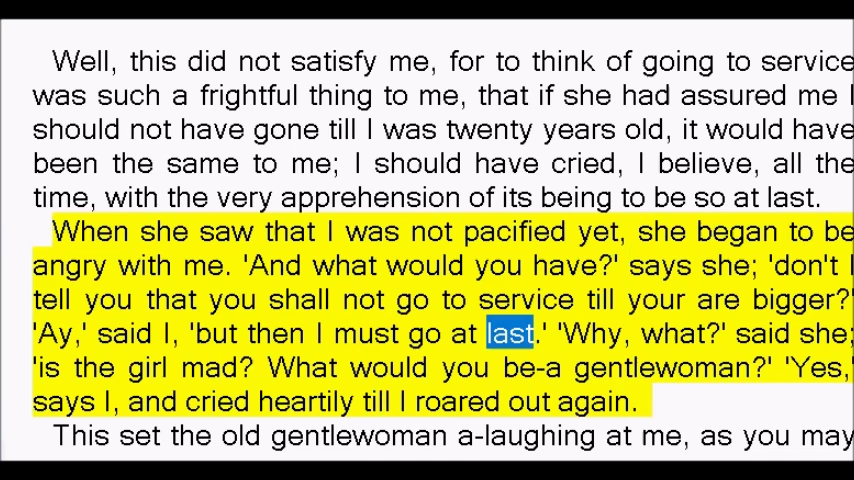 Well, this did not satisfy me, for to think of going to service
was such a frightful thing to me, that if she had assured me I
should not have gone till I was twenty years old, it would have
been the same to me; I should have cried, I believe, all the
time, with the very apprehension of its being to be so at last.
When she saw that I was not pacified yet, she began to be
angry with me. 'And what would you have?' says she; 'don't I
tell you that you shall not go to service till your are bigger?'
'Ay,' said I, 'but then I must go at last.' 'Why, what?' said she;
'is the girl mad? What would you be-a gentlewoman?' 'Yes,'
says I, and cried heartily till I roared out again.
This set the old gentlewoman a-laughing at me, as you may